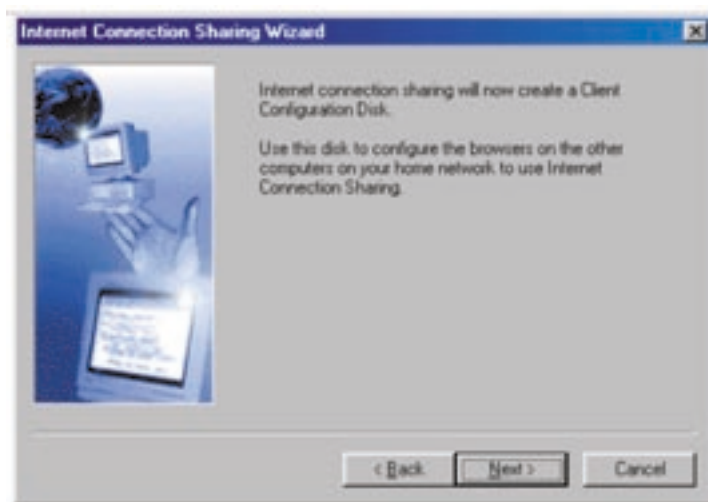 Internet Connection Sharing Wizard
Internet connection sharing will now create a Client
Configuration Disk.
Use this disk to configure the browsers on the other
computers on your home network to use Internet
Connection Sharing.
< Back
Next >
Cancel